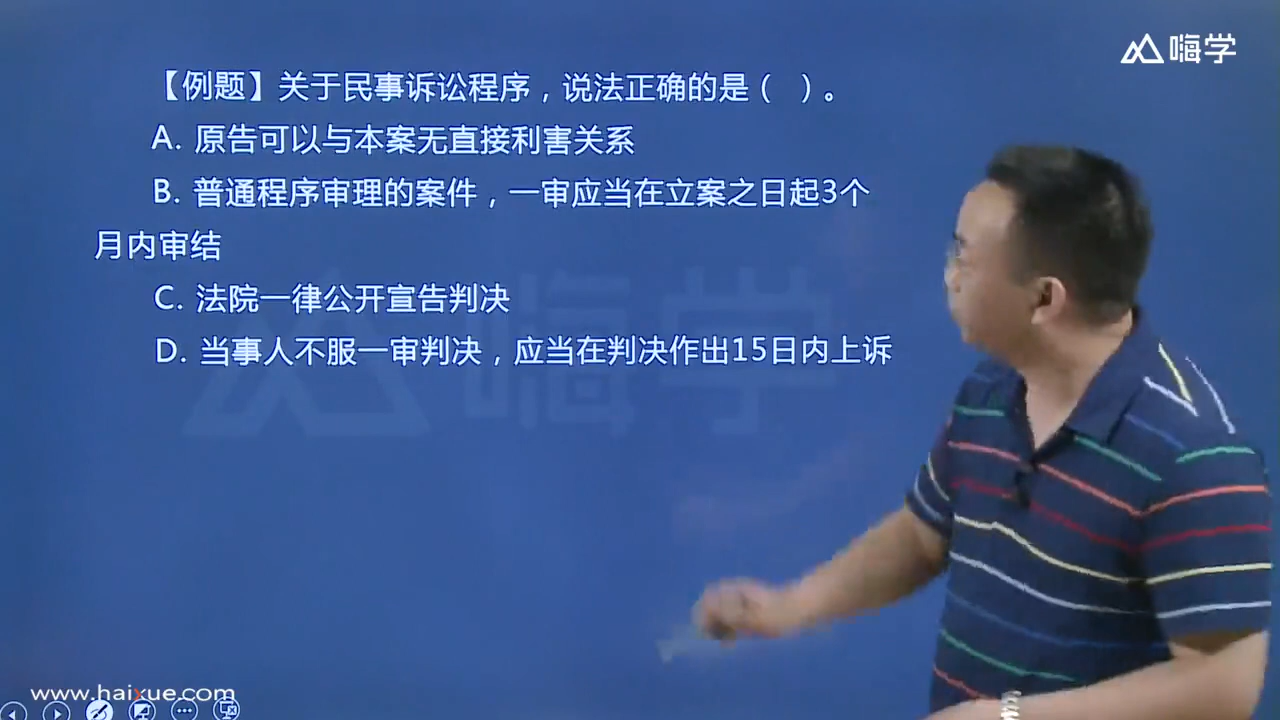 嗨学
【例题】关于民事诉讼程序，说法正确的是（ ）。
A. 原告可以与本案无直接利害关系
B. 普通程序审理的案件，一审应当在立案之日起3个
月内审结
C. 法院一律公开宣告判决
D. 当事人不服一审判决，应当在判决作出15日内上诉
嗨学
www.haixue.com